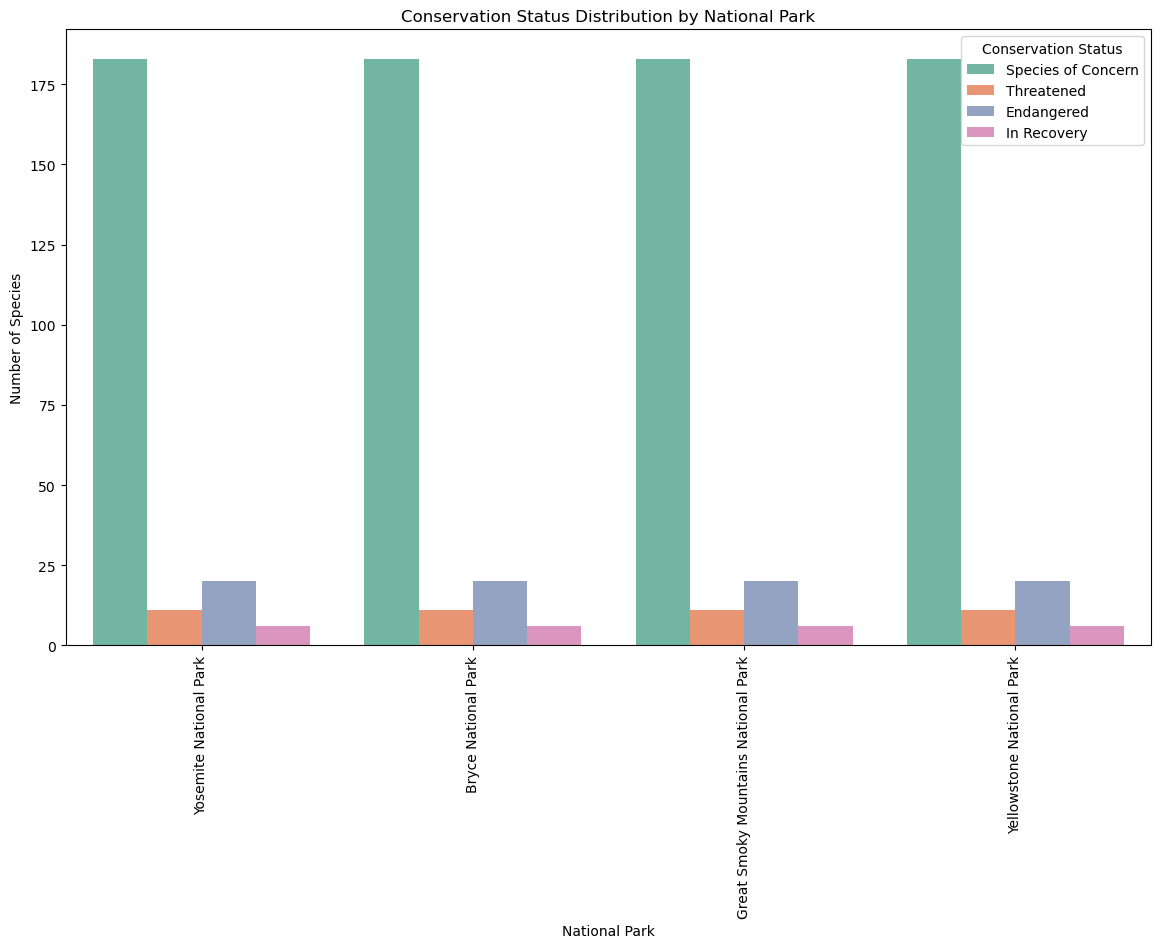 Conservation Status Distribution by National Park
Conservation Status
Species of Concern
Threatened
Endangered
In Recovery
Number of Species
175
150
125
100
75
50
25
0
Yosemite National Park
Bryce National Park
Great Smoky Mountains National Park
Yellowstone National Park
National Park